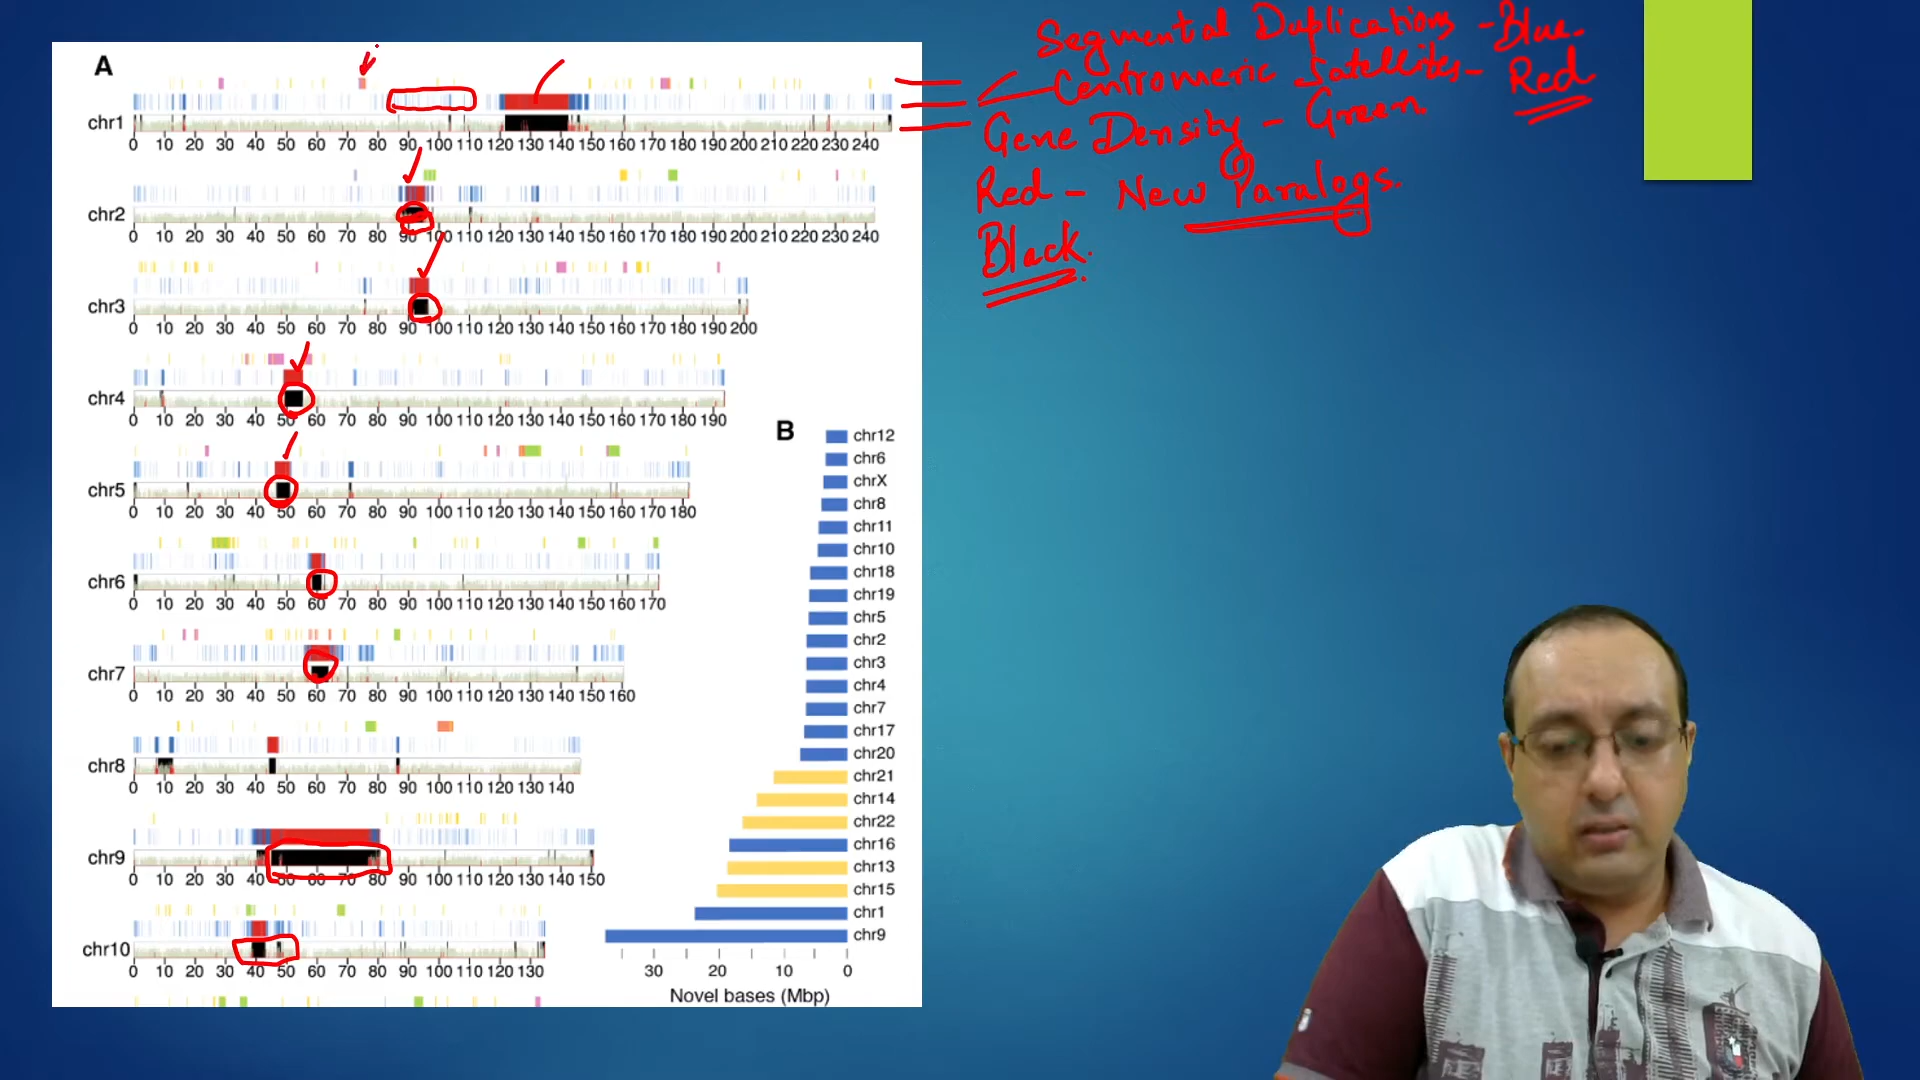 Segmental Duplications - Blue.
Centromeric Satellites - Red
Gene Density - Green
Red - New Paralogs.
Black.
A
chr1
0 10 20 30 40 50 60 70 80 90 100 110 120 130 140 150 160 170 180 190 200 210 220 230 240
chr2
0 10 20 30 40 50 60 70 80 90 100 110 120 130 140 150 160 170 180 190 200 210 220 230 240
chr3
0 10 20 30 40 50 60 70 80 90 100 110 120 130 140 150 160 170 180 190 200
chr4
0 10 20 30 40 50 60 70 80 90 100 110 120 130 140 150 160 170 180 190
chr5
0 10 20 30 40 50 60 70 80 90 100 110 120 130 140 150 160 170 180
chr6
0 10 20 30 40 50 60 70 80 90 100 110 120 130 140 150 160 170
chr7
0 10 20 30 40 50 60 70 80 90 100 110 120 130 140 150 160
chr8
0 10 20 30 40 50 60 70 80 90 100 110 120 130 140
chr9
0 10 20 30 40 50 60 70 80 90 100 110 120 130 140 150
chr10
0 10 20 30 40 50 60 70 80 90 100 110 120 130
B
chr12
chr6
chrX
chr8
chr11
chr10
chr18
chr19
chr5
chr2
chr3
chr4
chr7
chr17
chr20
chr21
chr14
chr22
chr16
chr13
chr15
chr1
chr9
30 20 10 0
Novel bases (Mbp)